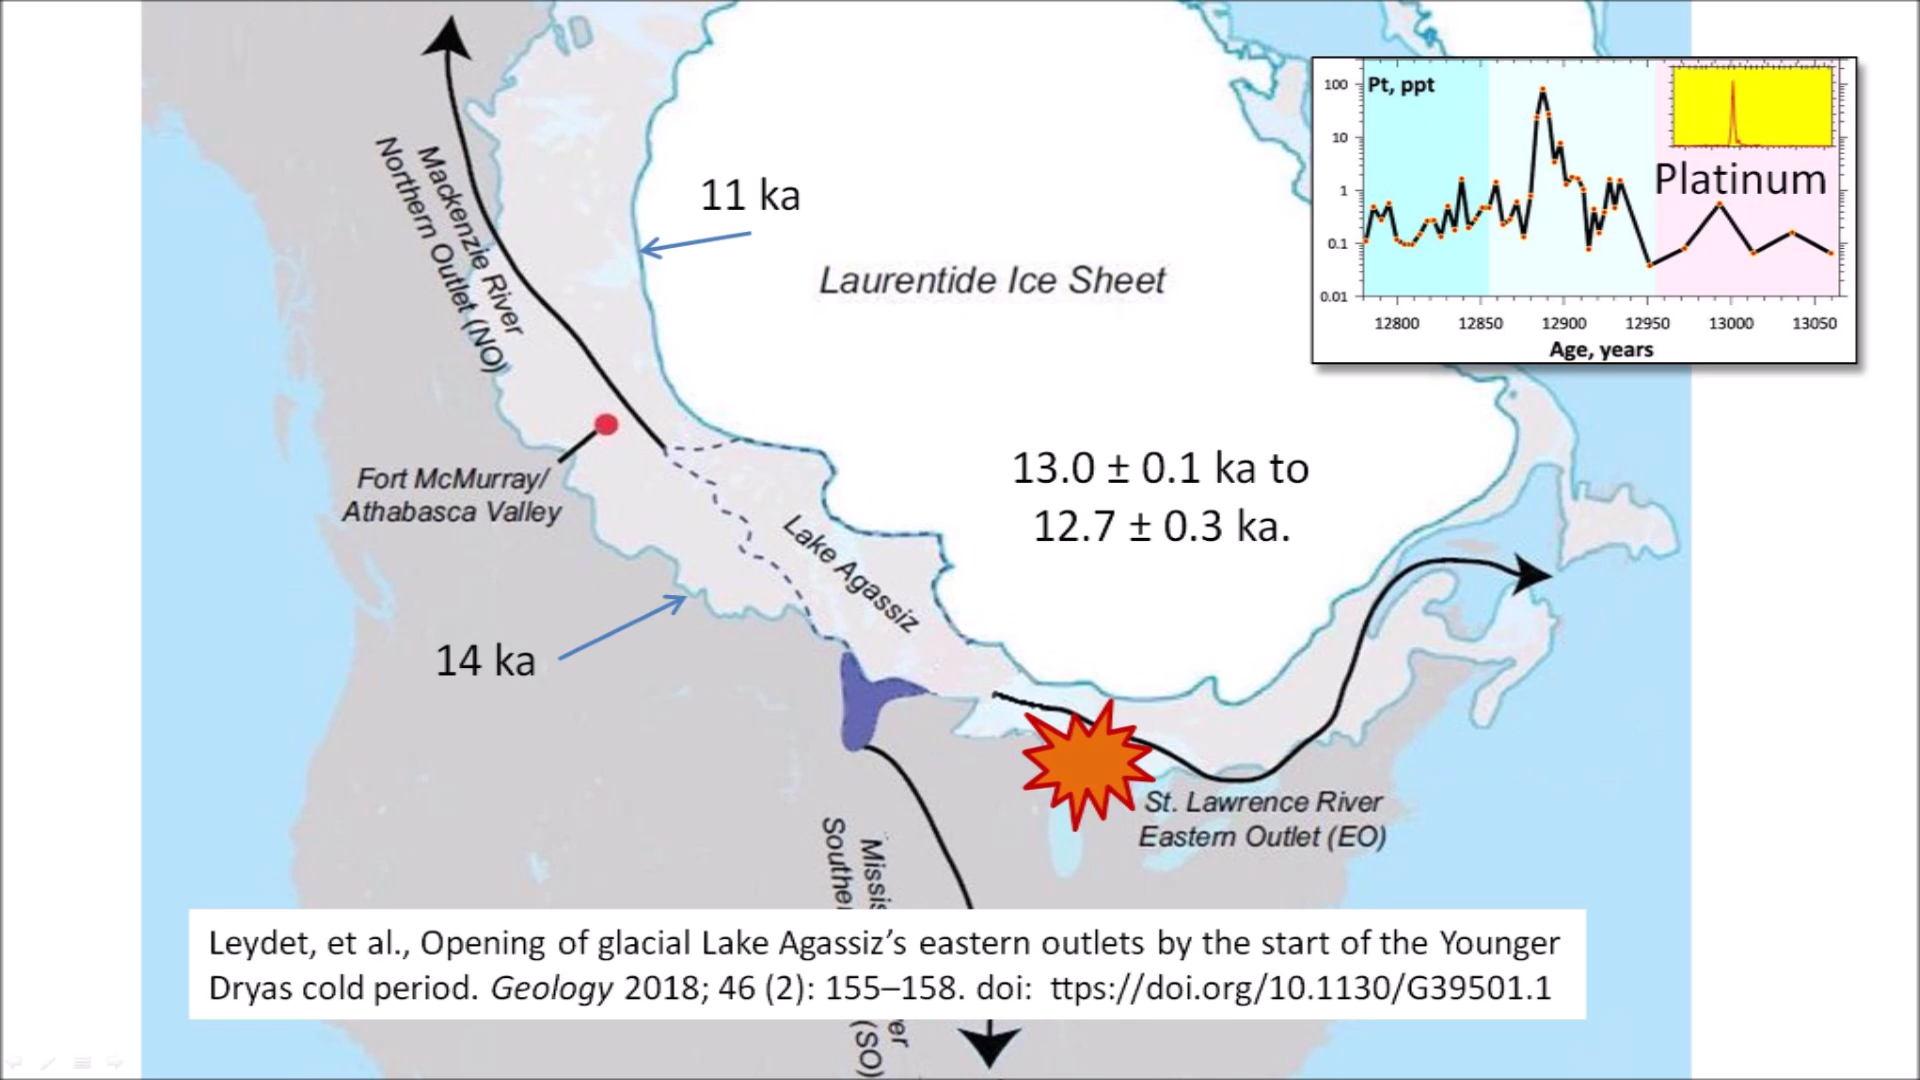 Mackenzie River
Northern Outlet (NO)
11 ka
Laurentide Ice Sheet
Pt, ppt
Platinum
100
10
1
0.1
0.01
12800 12850 12900 12950 13000 13050
Age, years
Fort McMurray/
Athabasca Valley
13.0 ± 0.1 ka to
12.7 ± 0.3 ka.
Lake Agassiz
14 ka
St. Lawrence River
Eastern Outlet (EO)
(SO)
Leydet, et al., Opening of glacial Lake Agassiz’s eastern outlets by the start of the Younger
Dryas cold period. Geology 2018; 46 (2): 155–158. doi: ttps://doi.org/10.1130/G39501.1